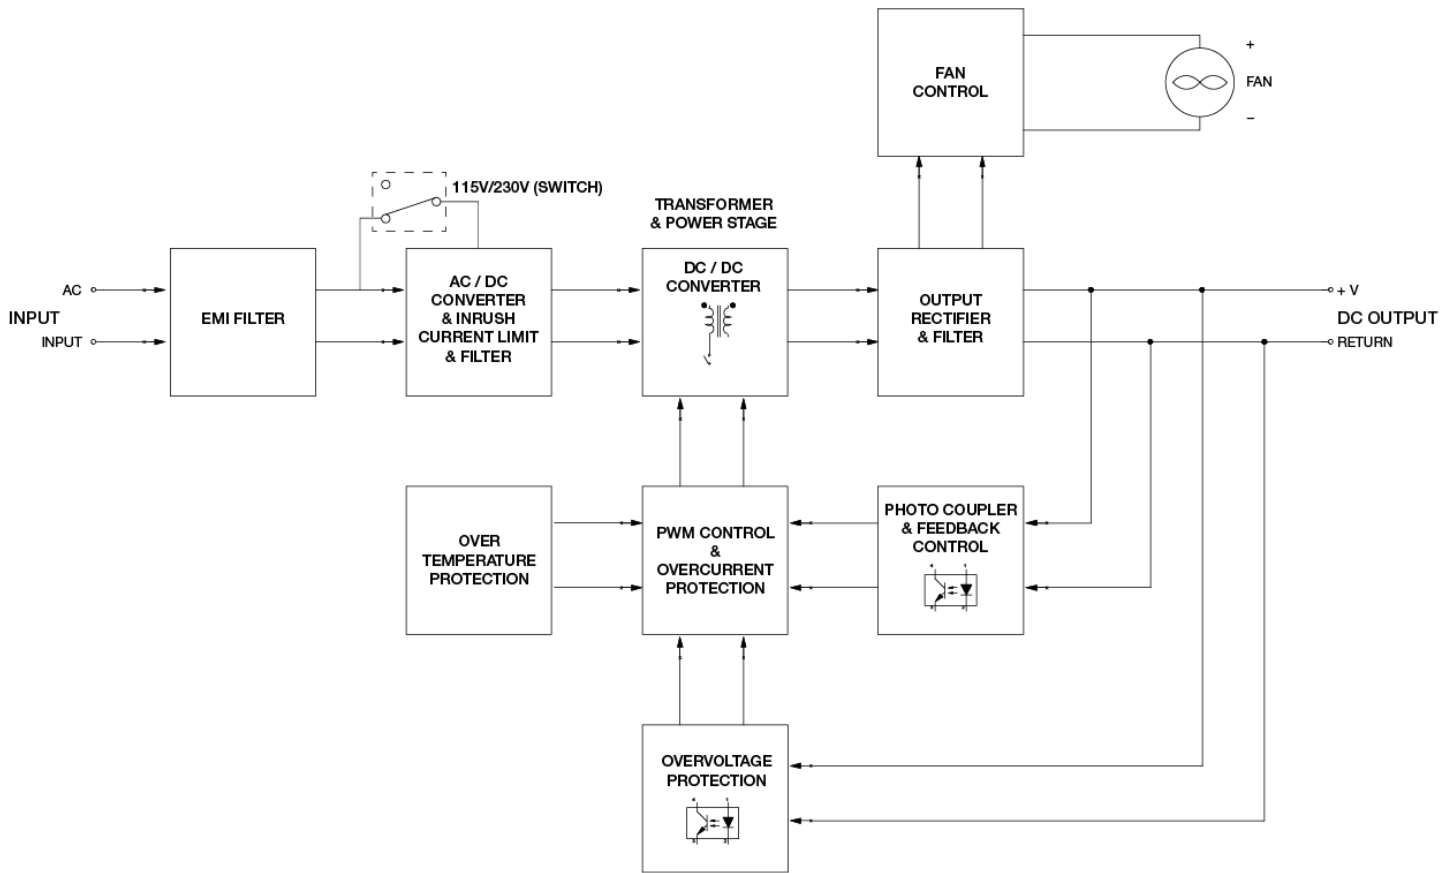 FAN
CONTROL
+
FAN
−
115V/230V (SWITCH)
TRANSFORMER
& POWER STAGE
INPUT
AC
INPUT
EMI FILTER
AC / DC
CONVERTER
& INRUSH
CURRENT LIMIT
& FILTER
DC / DC
CONVERTER
OUTPUT
RECTIFIER
& FILTER
+ V
DC OUTPUT
RETURN
OVER
TEMPERATURE
PROTECTION
PWM CONTROL
&
OVERCURRENT
PROTECTION
PHOTO COUPLER
& FEEDBACK
CONTROL
OVERVOLTAGE
PROTECTION